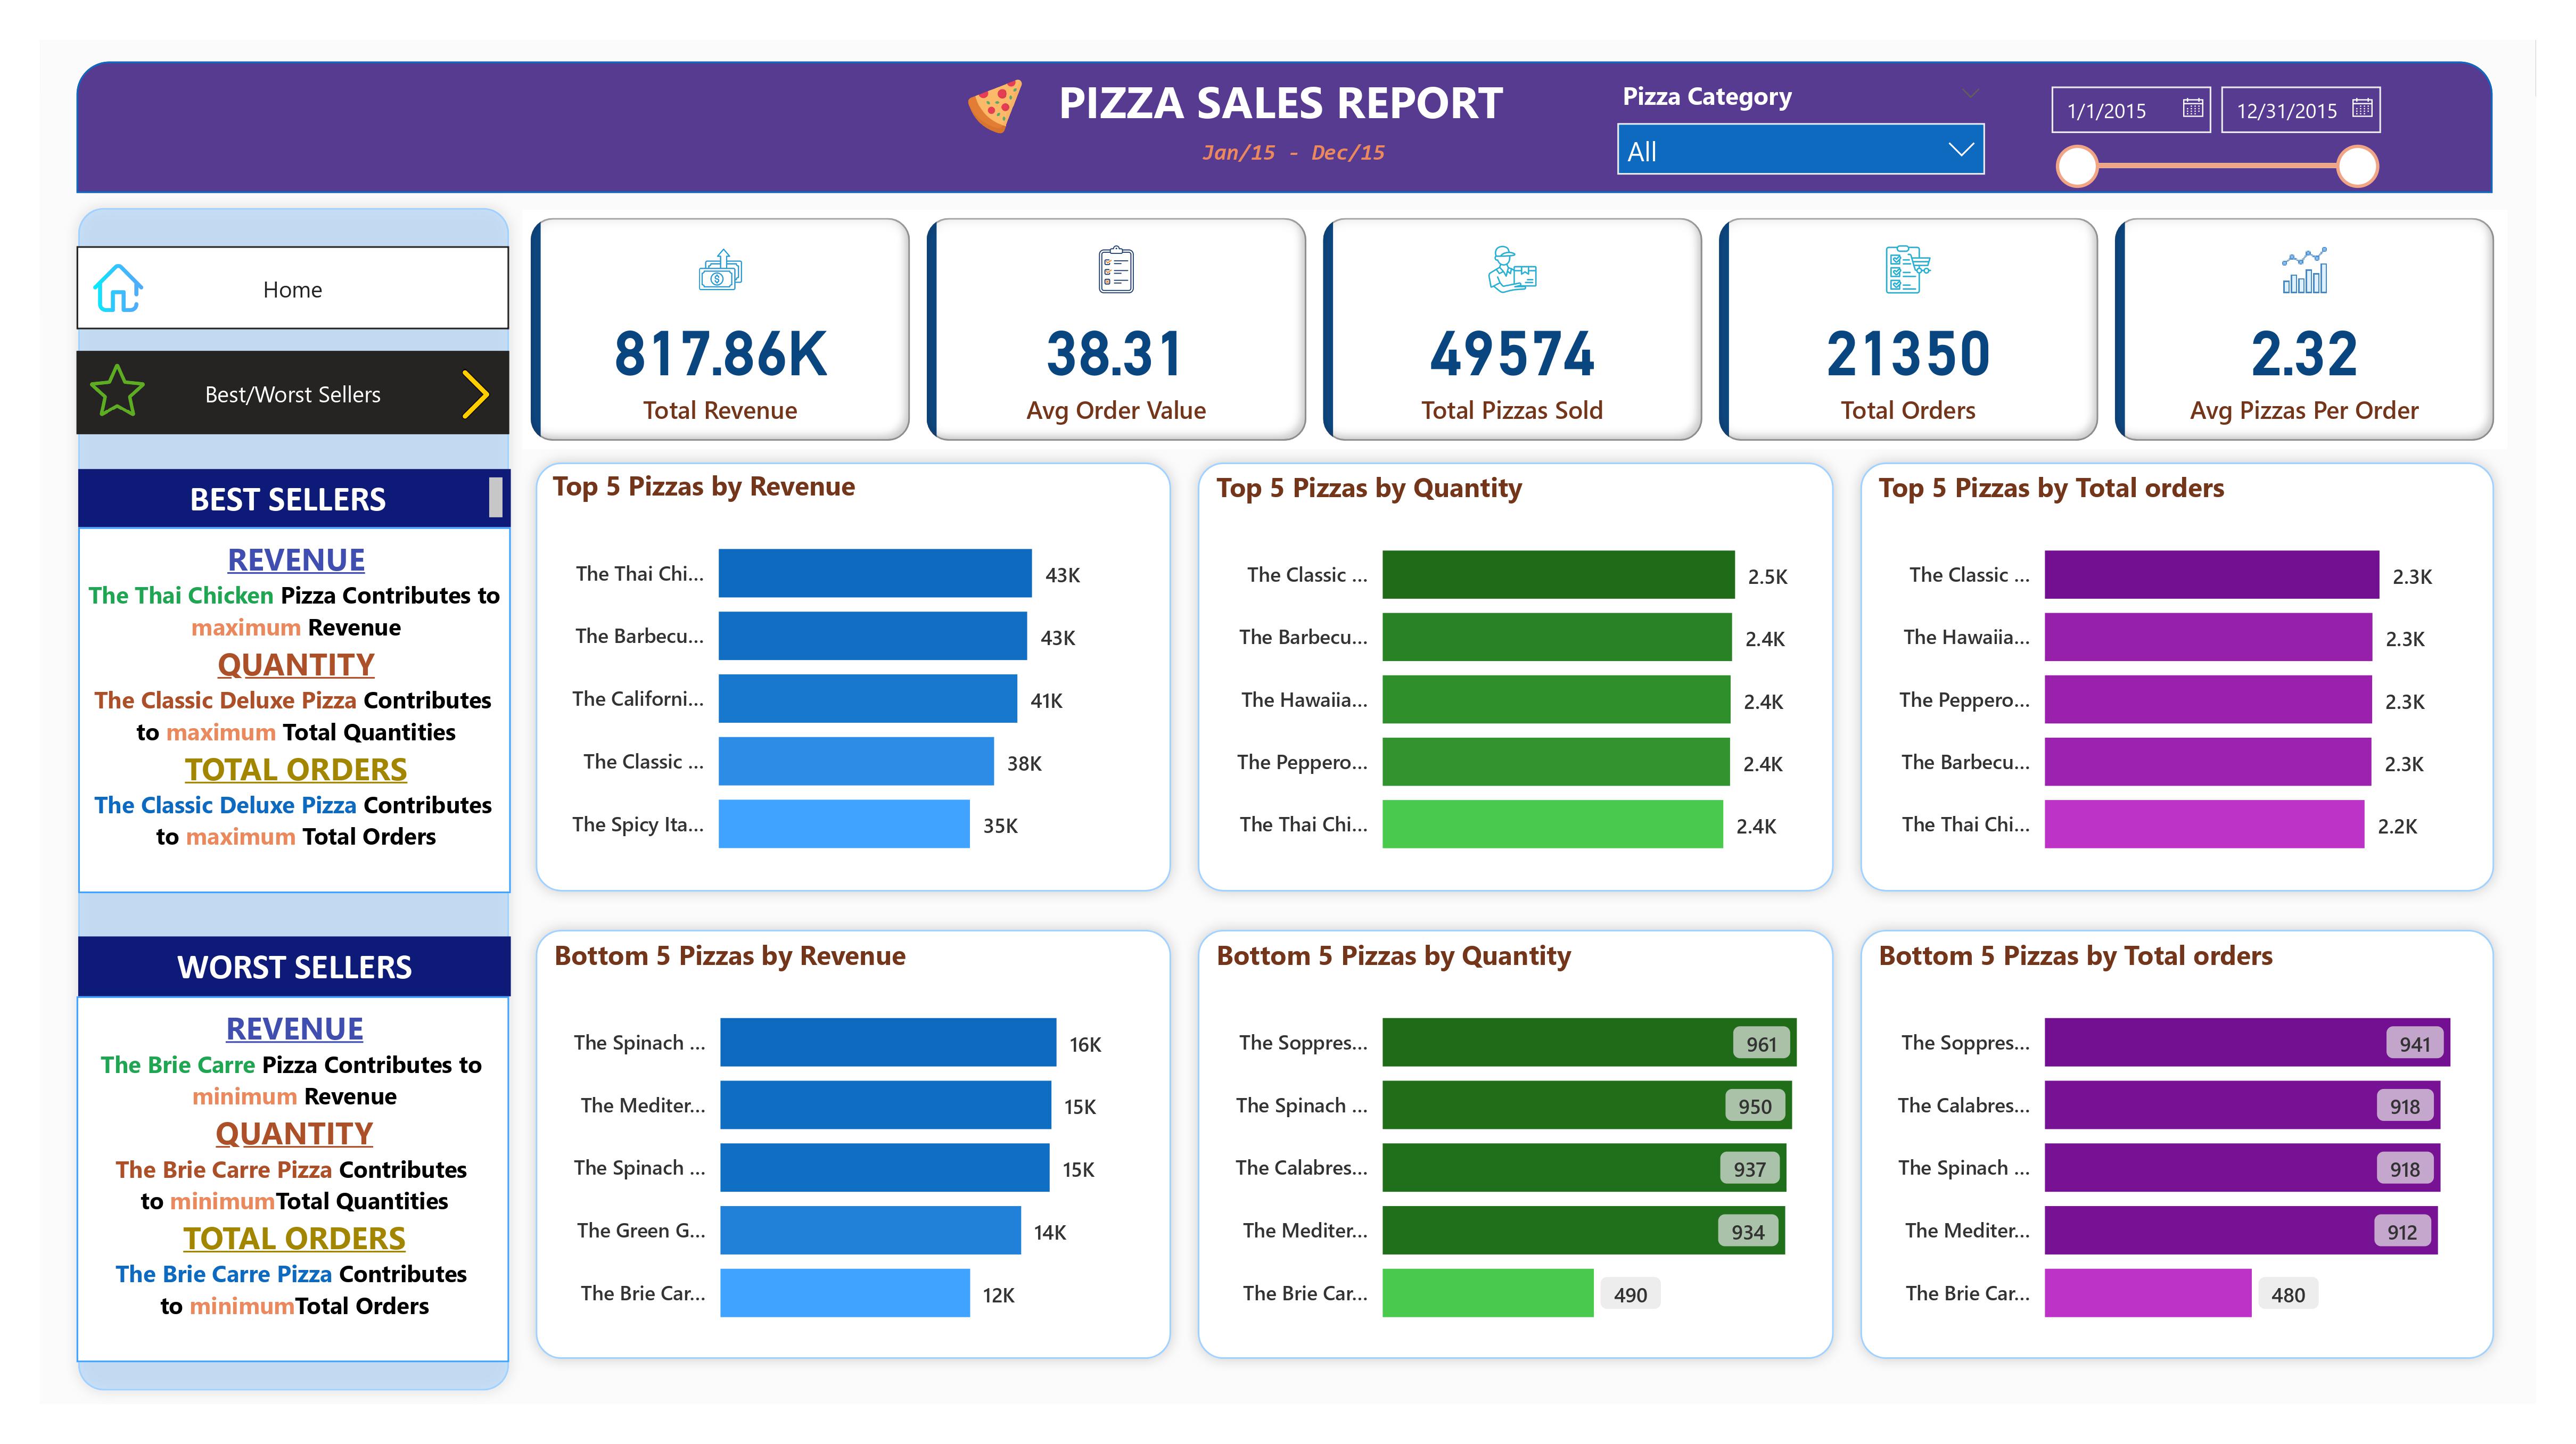 PIZZA SALES REPORT
Jan/15 - Dec/15
Pizza Category
All
1/1/2015
12/31/2015
Home
Best/Worst Sellers
817.86K
Total Revenue
38.31
Avg Order Value
49574
Total Pizzas Sold
21350
Total Orders
2.32
Avg Pizzas Per Order
BEST SELLERS
REVENUE
The Thai Chicken Pizza Contributes to
maximum Revenue
QUANTITY
The Classic Deluxe Pizza Contributes
to maximum Total Quantities
TOTAL ORDERS
The Classic Deluxe Pizza Contributes
to maximum Total Orders
WORST SELLERS
REVENUE
The Brie Carre Pizza Contributes to
minimum Revenue
QUANTITY
The Brie Carre Pizza Contributes
to minimumTotal Quantities
TOTAL ORDERS
The Brie Carre Pizza Contributes
to minimumTotal Orders
Top 5 Pizzas by Revenue
The Thai Chi... 43K
The Barbecu... 43K
The Californi... 41K
The Classic ... 38K
The Spicy Ita... 35K
Top 5 Pizzas by Quantity
The Classic ... 2.5K
The Barbecu... 2.4K
The Hawaiia... 2.4K
The Peppero... 2.4K
The Thai Chi... 2.4K
Top 5 Pizzas by Total orders
The Classic ... 2.3K
The Hawaiia... 2.3K
The Peppero... 2.3K
The Barbecu... 2.3K
The Thai Chi... 2.2K
Bottom 5 Pizzas by Revenue
The Spinach ... 16K
The Mediter... 15K
The Spinach ... 15K
The Green G... 14K
The Brie Car... 12K
Bottom 5 Pizzas by Quantity
The Soppres... 961
The Spinach ... 950
The Calabres... 937
The Mediter... 934
The Brie Car... 490
Bottom 5 Pizzas by Total orders
The Soppres... 941
The Calabres... 918
The Spinach ... 918
The Mediter... 912
The Brie Car... 480